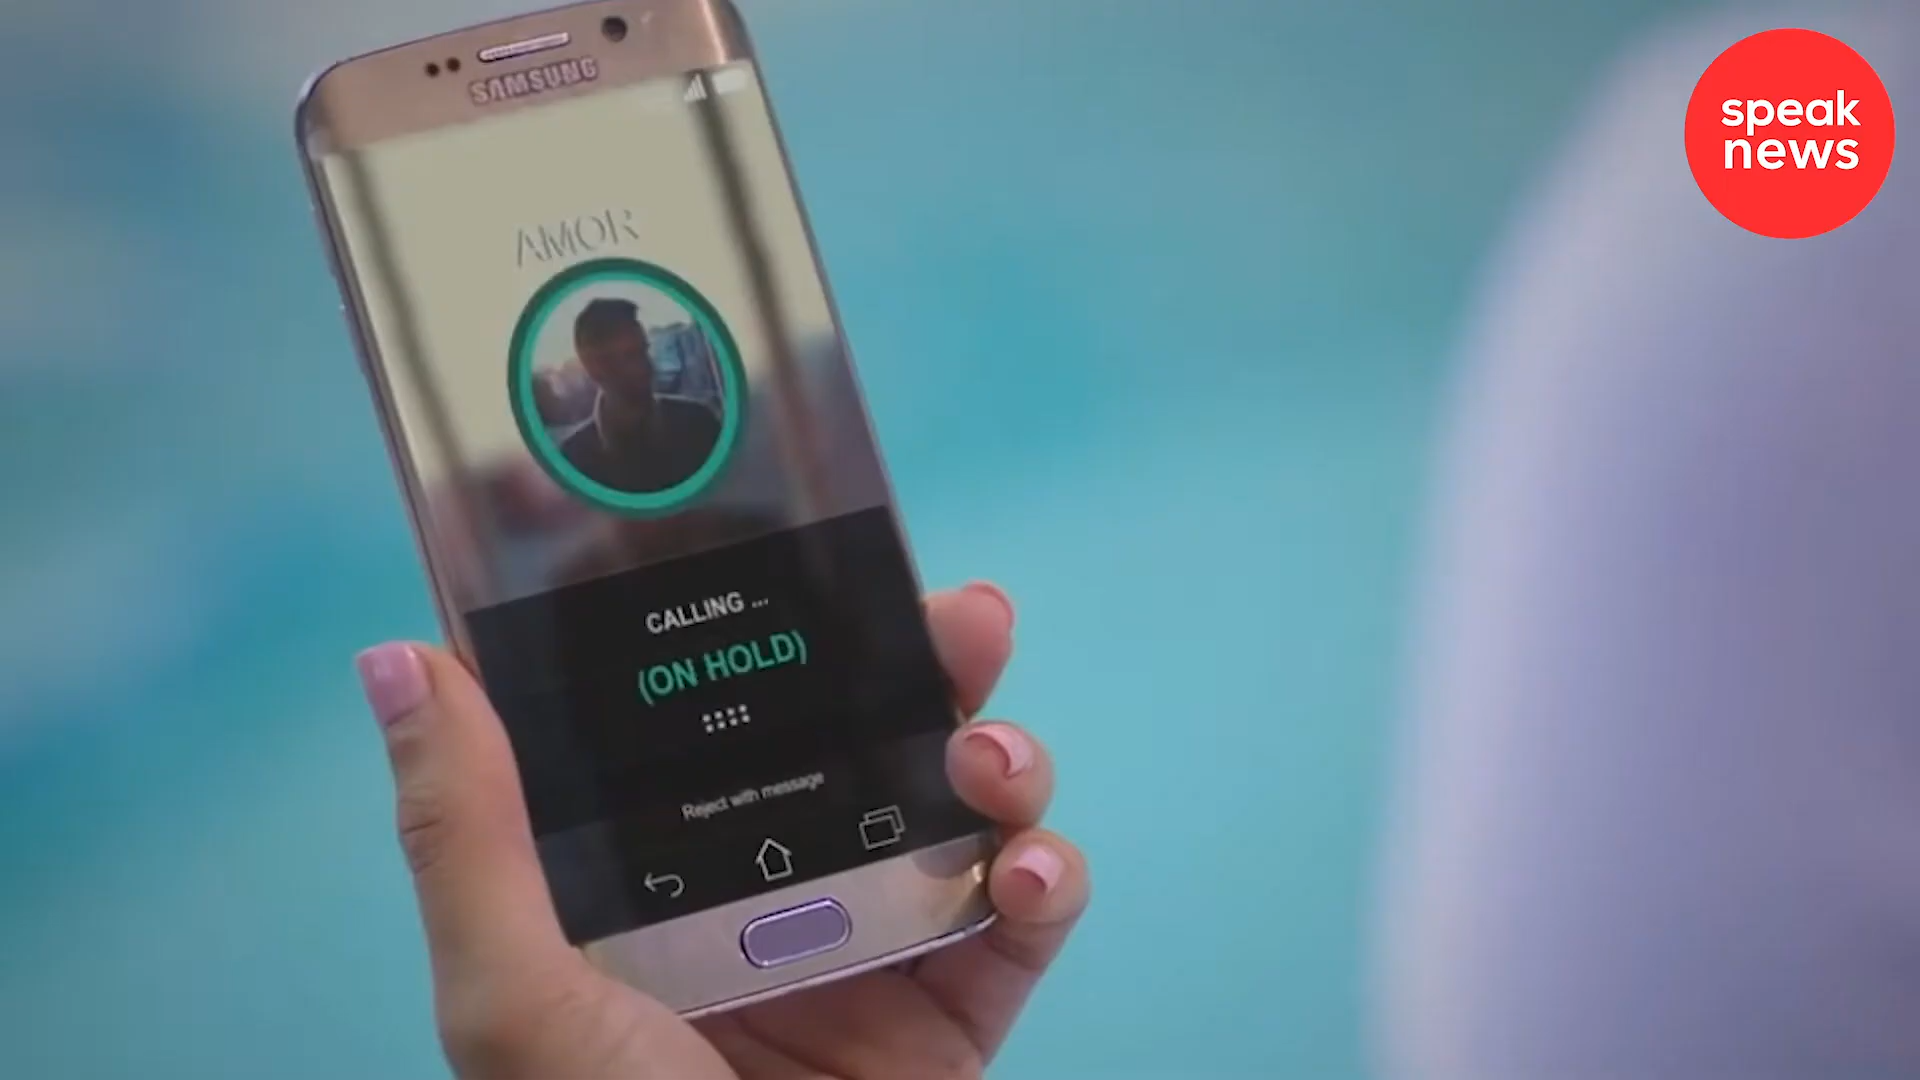 speak
news
SAMSUNG
AMOR
CALLING ...
(ON HOLD)
Reject with message